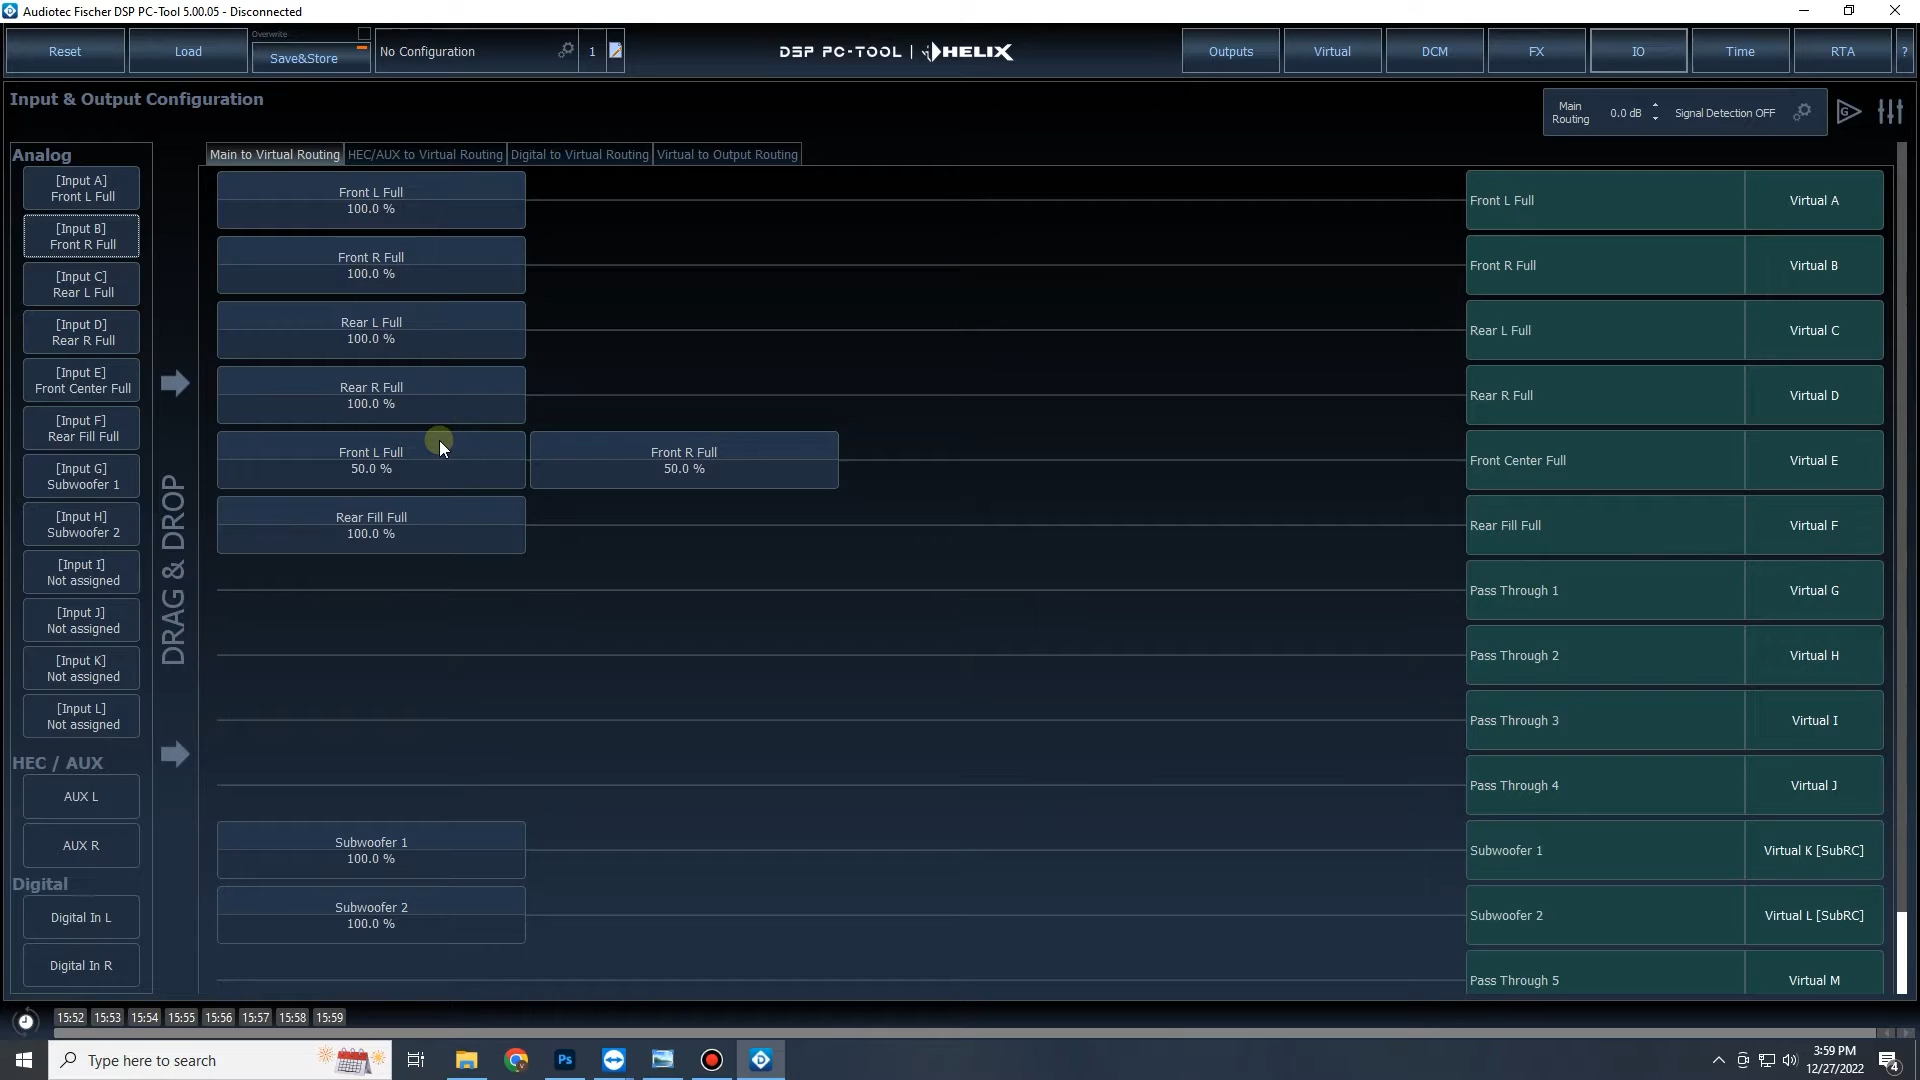 Audiotec Fischer DSP PC-Tool 5.00.05 - Disconnected
Reset
Load
Overwrite
Save&Store
No Configuration
1
DSP PC-TOOL | HELIX
Outputs
Virtual
DCM
FX
IO
Time
RTA
?
Input & Output Configuration
Main
Routing
0.0 dB
Signal Detection OFF
G
Analog
[Input A]
Front L Full
[Input B]
Front R Full
[Input C]
Rear L Full
[Input D]
Rear R Full
[Input E]
Front Center Full
[Input F]
Rear Fill Full
[Input G]
Subwoofer 1
[Input H]
Subwoofer 2
[Input I]
Not assigned
[Input J]
Not assigned
[Input K]
Not assigned
[Input L]
Not assigned
HEC / AUX
AUX L
AUX R
Digital
Digital In L
Digital In R
DRAG & DROP
Main to Virtual Routing
HEC/AUX to Virtual Routing
Digital to Virtual Routing
Virtual to Output Routing
Front L Full
100.0 %
Front L Full
Virtual A
Front R Full
100.0 %
Front R Full
Virtual B
Rear L Full
100.0 %
Rear L Full
Virtual C
Rear R Full
100.0 %
Rear R Full
Virtual D
Front L Full
50.0 %
Front R Full
50.0 %
Front Center Full
Virtual E
Rear Fill Full
100.0 %
Rear Fill Full
Virtual F
Pass Through 1
Virtual G
Pass Through 2
Virtual H
Pass Through 3
Virtual I
Pass Through 4
Virtual J
Subwoofer 1
100.0 %
Subwoofer 1
Virtual K [SubRC]
Subwoofer 2
100.0 %
Subwoofer 2
Virtual L [SubRC]
Pass Through 5
Virtual M
15:52
15:53
15:54
15:55
15:56
15:57
15:58
15:59
Type here to search
Ps
3:59 PM
12/27/2022
4